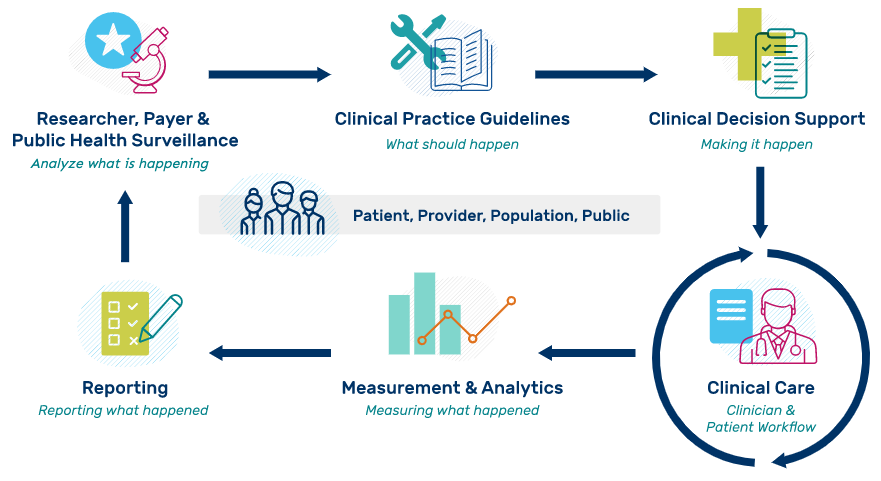 Researcher, Payer &
Public Health Surveillance
Analyze what is happening
Clinical Practice Guidelines
What should happen
Clinical Decision Support
Making it happen
Patient, Provider, Population, Public
Reporting
Reporting what happened
Measurement & Analytics
Measuring what happened
Clinical Care
Clinician &
Patient Workflow